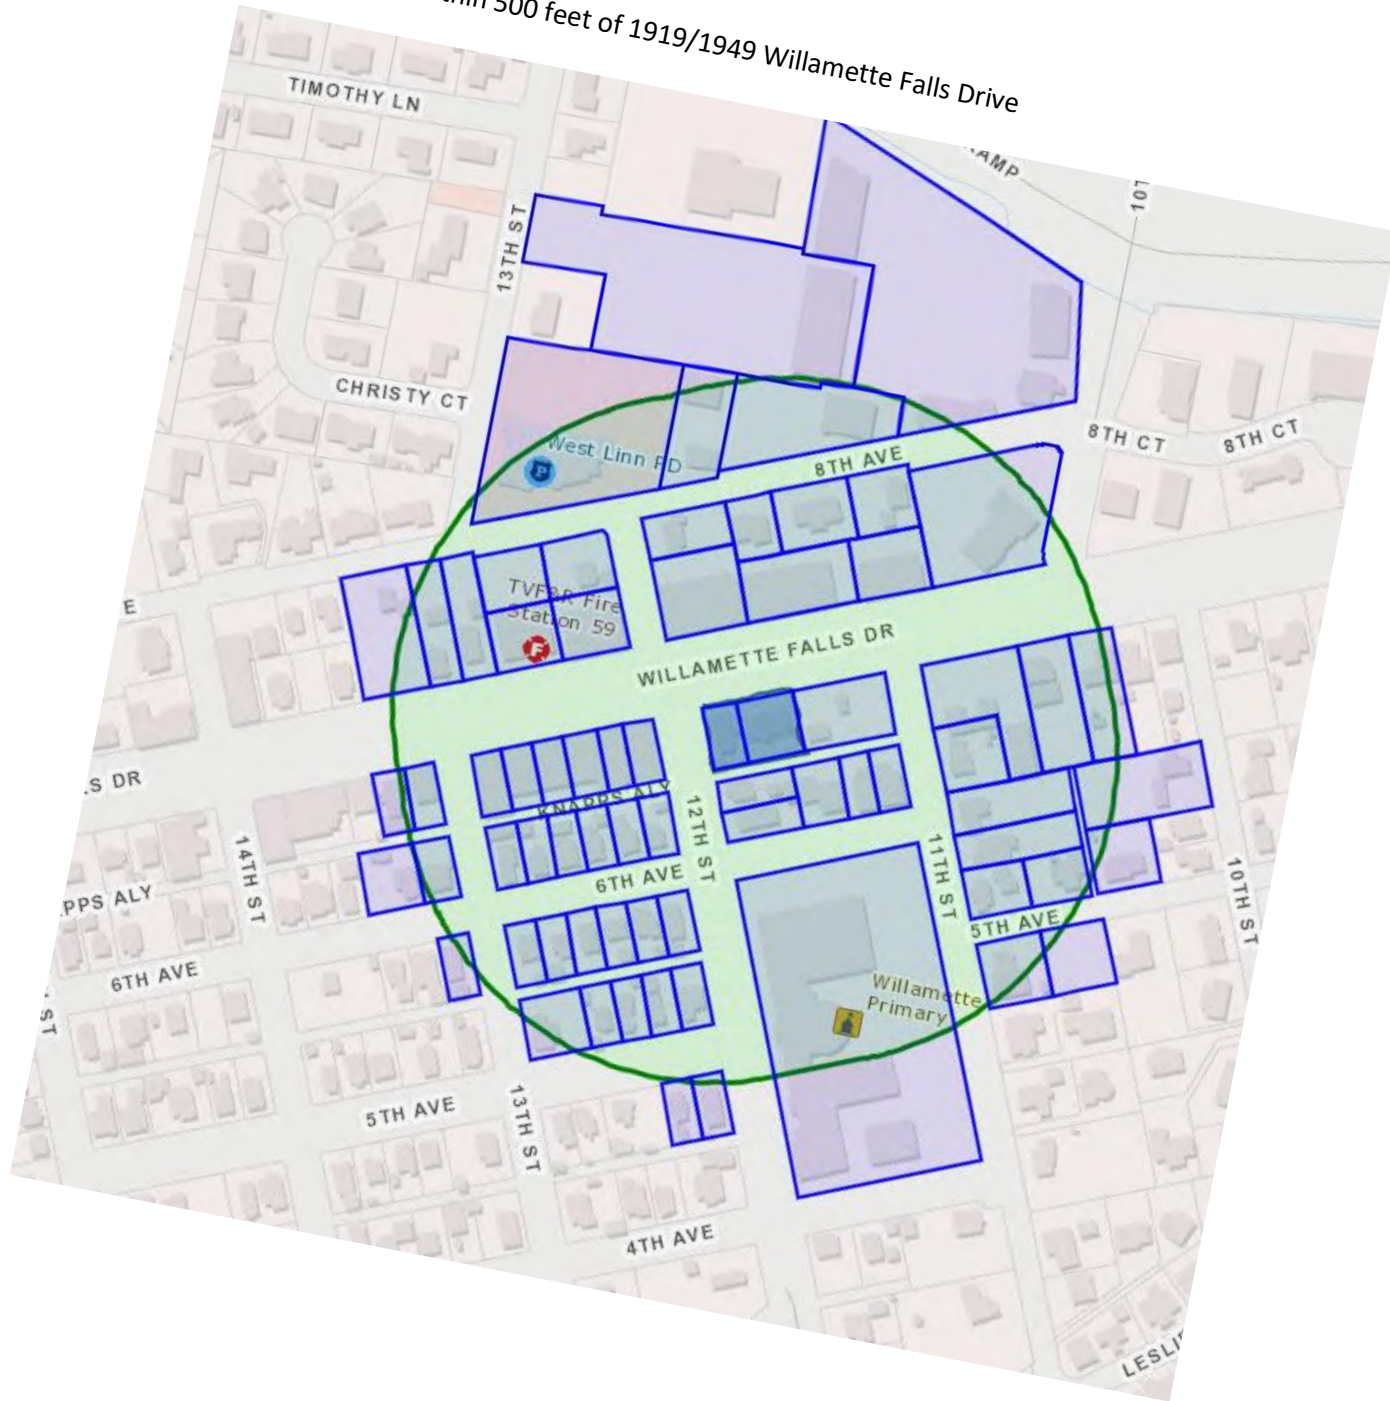 500 feet of 1919/1949 Willamette Falls Drive
TIMOTHY LN
13TH ST
CHRISTY CT
8TH CT
8TH CT
West Linn PD
8TH AVE
TVF&R Fire
Station 59
WILLAMETTE FALLS DR
DR
KNAPPS ALY
12TH ST
14TH ST
11TH ST
10TH ST
ALY
6TH AVE
6TH AVE
5TH AVE
Willamette
Primary
ST
5TH AVE
13TH ST
4TH AVE